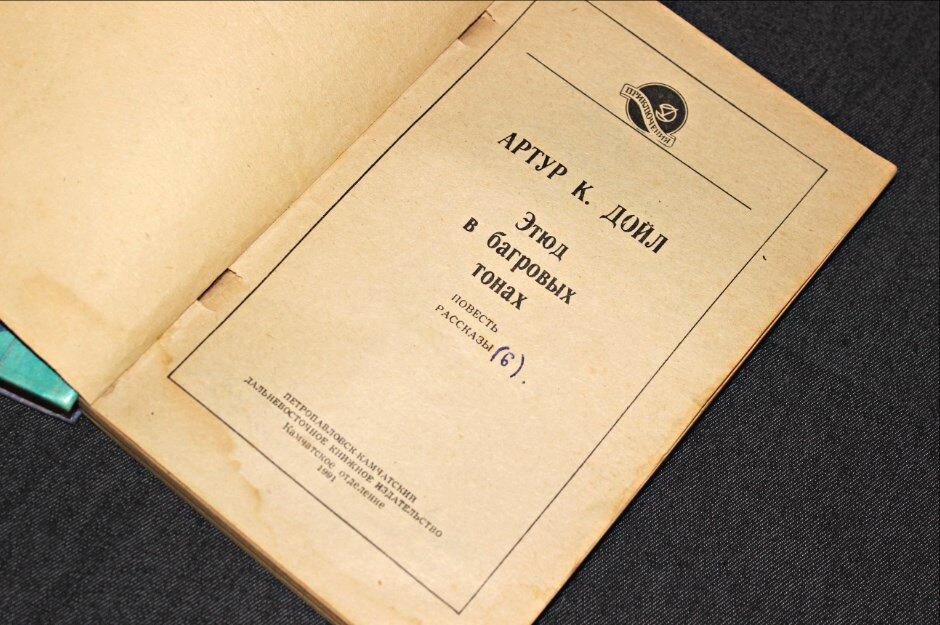 ПРИКЛЮЧЕНИЯ
АРТУР К. ДОЙЛ
Этюд
в багровых
тонах
ПОВЕСТЬ
РАССКАЗЫ (6).
ПЕТРОПАВЛОВСК-КАМЧАТСКИЙ
ДАЛЬНЕВОСТОЧНОЕ КНИЖНОЕ ИЗДАТЕЛЬСТВО
Камчатское отделение
1991